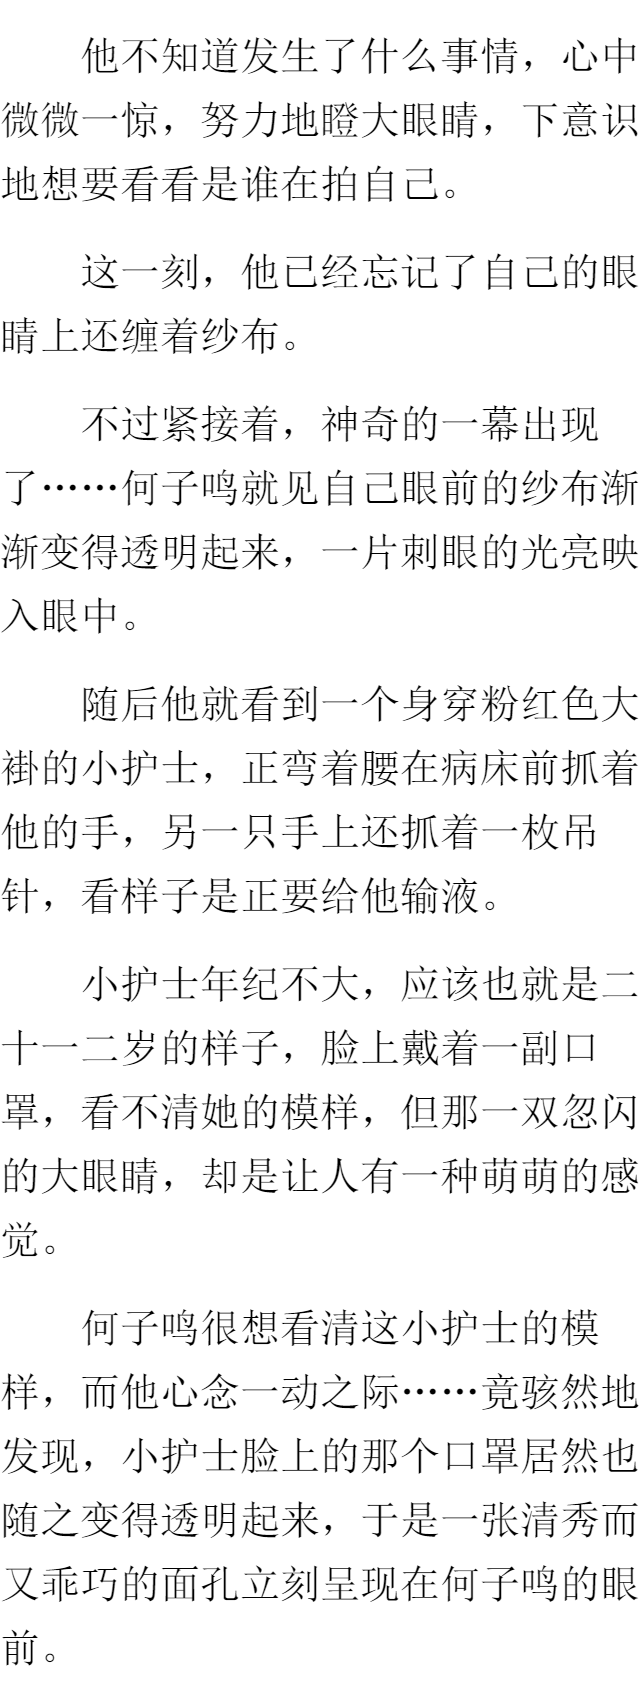 他不知道发生了什么事情，心中
微微一惊，努力地瞪大眼睛，下意识
地想要看看是谁在拍自己。
这一刻，他已经忘记了自己的眼
睛上还缠着纱布。
不过紧接着，神奇的一幕出现
了……何子鸣就见自己眼前的纱布渐
渐变得透明起来，一片刺眼的光亮映
入眼中。
随后他就看到一个身穿粉红色大
褂的小护士，正弯着腰在病床前抓着
他的手，另一只手上还抓着一枚吊
针，看样子是正要给他输液。
小护士年纪不大，应该也就是二
十一二岁的样子，脸上戴着一副口
罩，看不清她的模样，但那一双忽闪
的大眼睛，却是让人有一种萌萌的感
觉。
何子鸣很想看清这小护士的模
样，而他心念一动之际……竟骇然地
发现，小护士脸上的那个口罩居然也
随之变得透明起来，于是一张清秀而
又乖巧的面孔立刻呈现在何子鸣的眼
前。